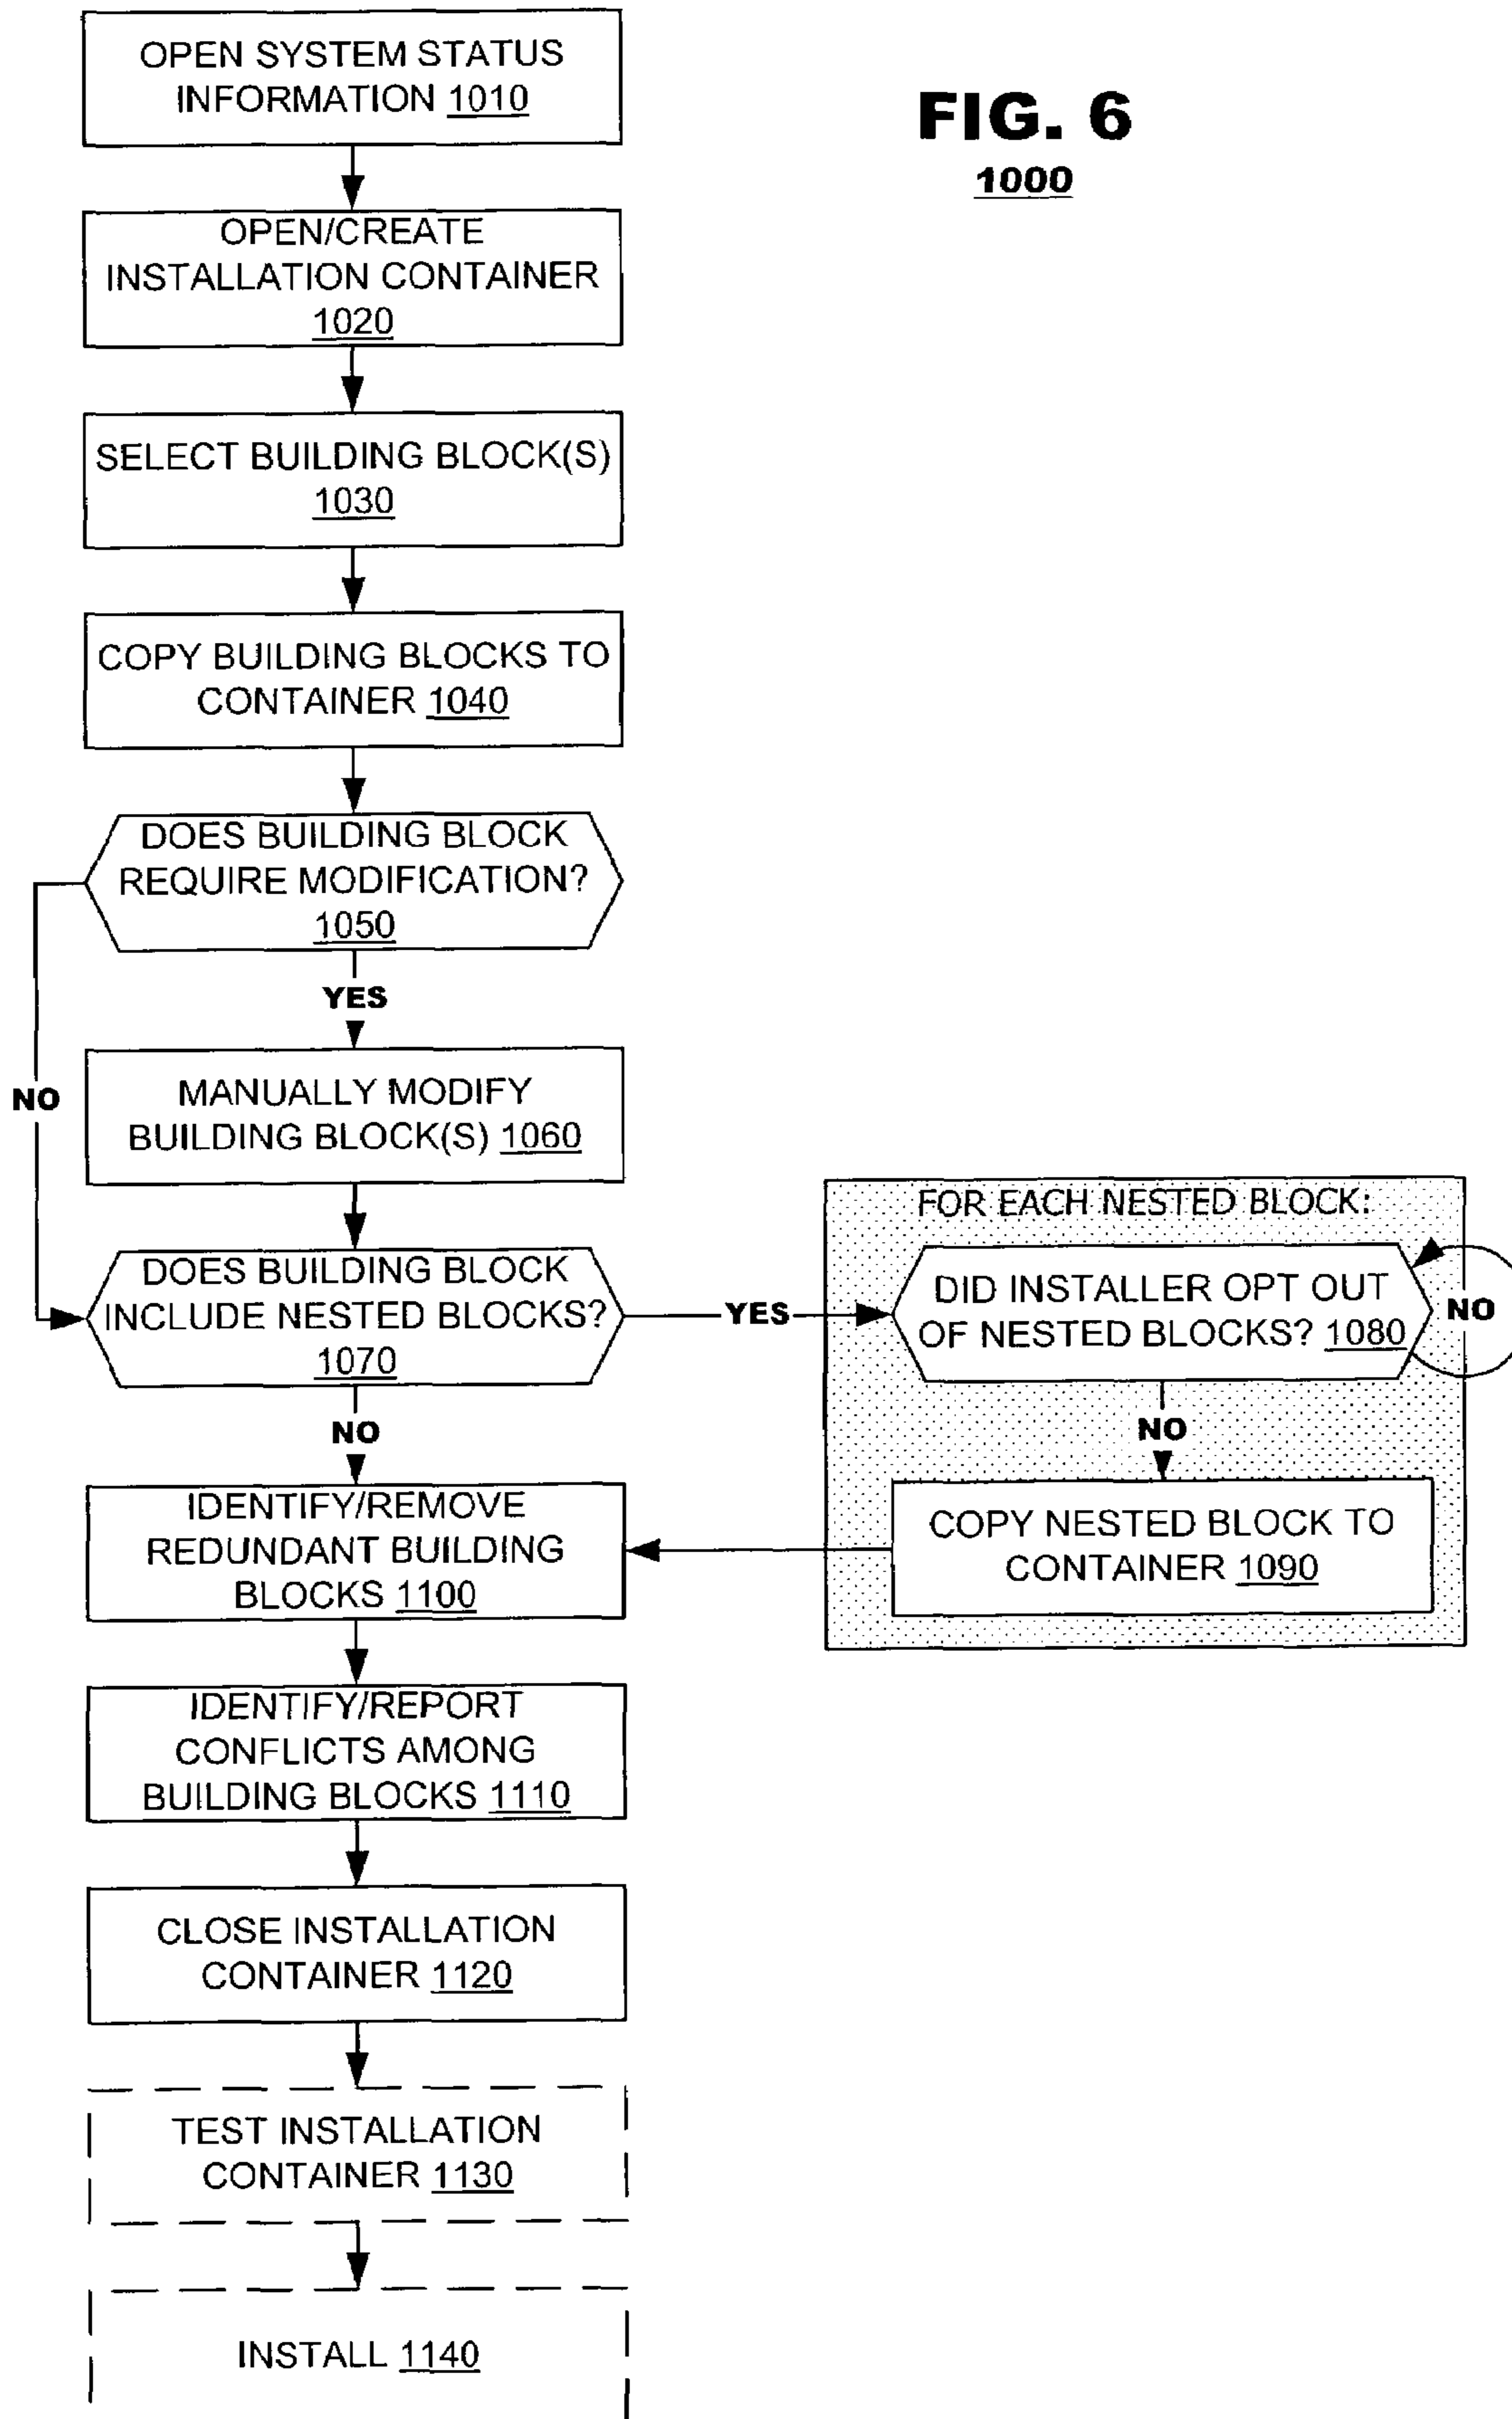 FIG. 6
1000
OPEN SYSTEM STATUS
INFORMATION 1010
OPEN/CREATE
INSTALLATION CONTAINER
1020
SELECT BUILDING BLOCK(S)
1030
COPY BUILDING BLOCKS TO
CONTAINER 1040
DOES BUILDING BLOCK
REQUIRE MODIFICATION?
1050
YES
NO
MANUALLY MODIFY
BUILDING BLOCK(S) 1060
DOES BUILDING BLOCK
INCLUDE NESTED BLOCKS?
1070
YES
NO
FOR EACH NESTED BLOCK:
DID INSTALLER OPT OUT
OF NESTED BLOCKS? 1080
NO
NO
COPY NESTED BLOCK TO
CONTAINER 1090
IDENTIFY/REMOVE
REDUNDANT BUILDING
BLOCKS 1100
IDENTIFY/REPORT
CONFLICTS AMONG
BUILDING BLOCKS 1110
CLOSE INSTALLATION
CONTAINER 1120
TEST INSTALLATION
CONTAINER 1130
INSTALL 1140